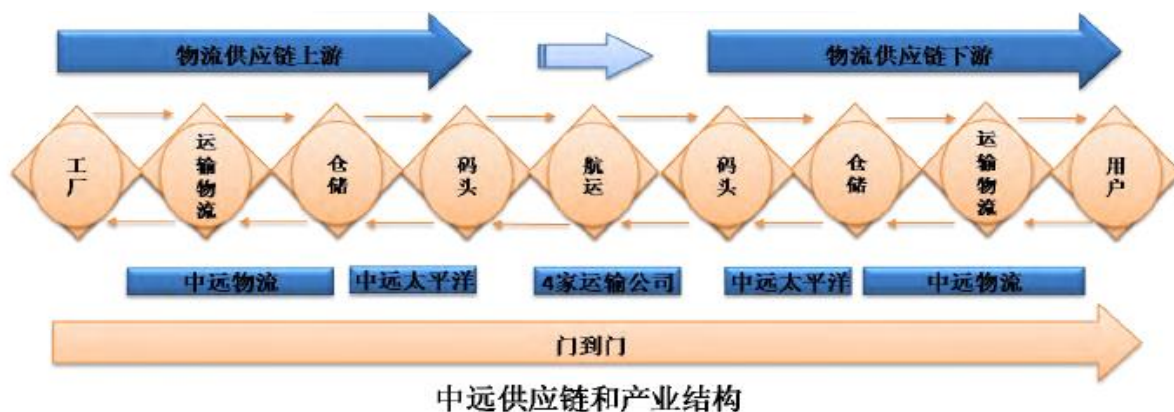 物流供应链上游
物流供应链下游
工厂
运输物流
仓储
码头
航运
码头
仓储
运输物流
用户
中远物流
中远太平洋
4家运输公司
中远太平洋
中远物流
门到门
中远供应链和产业结构